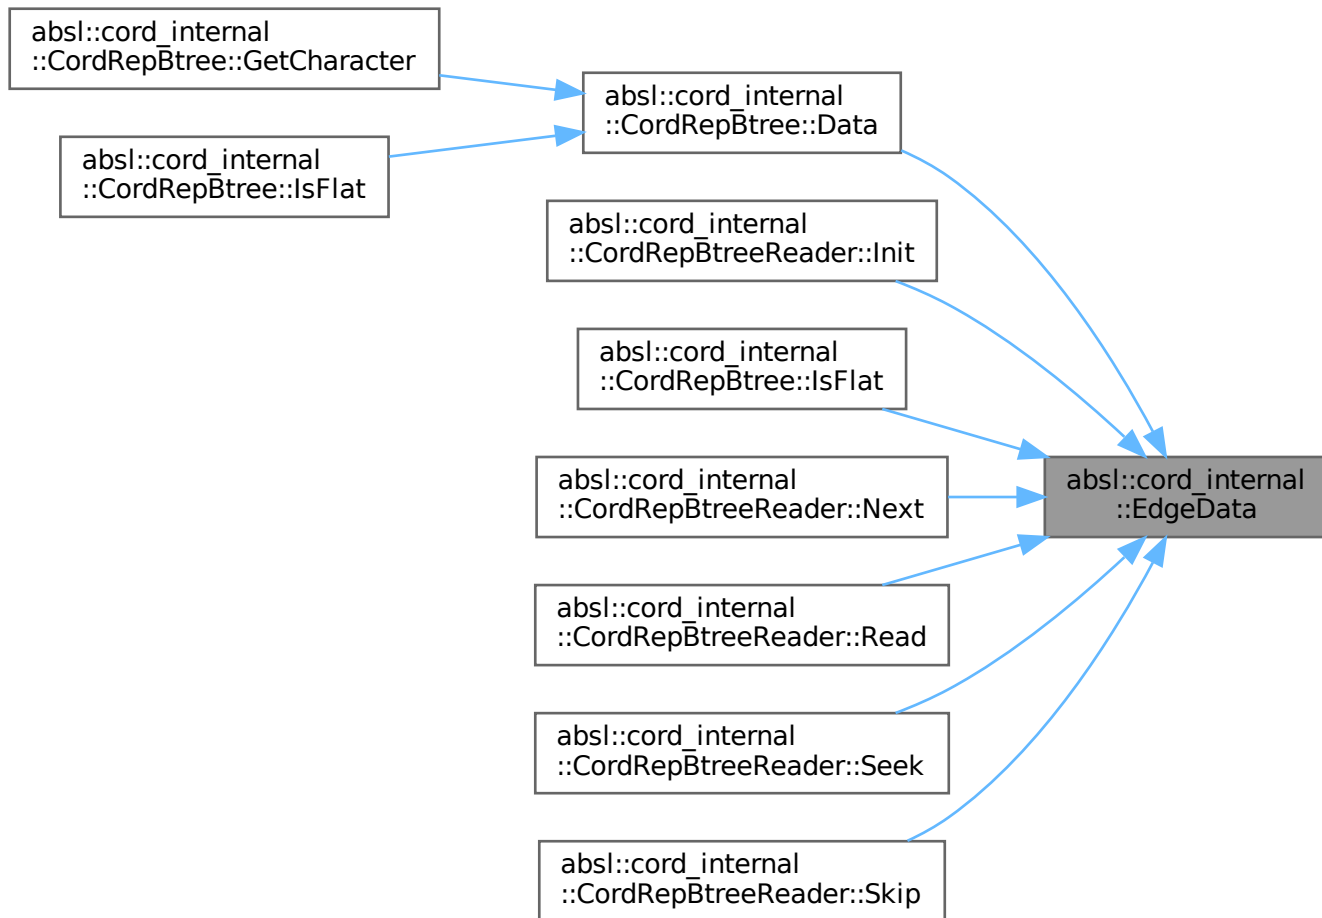 absl::cord_internal
::CordRepBtree::GetCharacter
absl::cord_internal
::CordRepBtree::IsFlat
absl::cord_internal
::CordRepBtree::Data
absl::cord_internal
::CordRepBtreeReader::Init
absl::cord_internal
::CordRepBtree::IsFlat
absl::cord_internal
::CordRepBtreeReader::Next
absl::cord_internal
::CordRepBtreeReader::Read
absl::cord_internal
::CordRepBtreeReader::Seek
absl::cord_internal
::CordRepBtreeReader::Skip
absl::cord_internal
::EdgeData